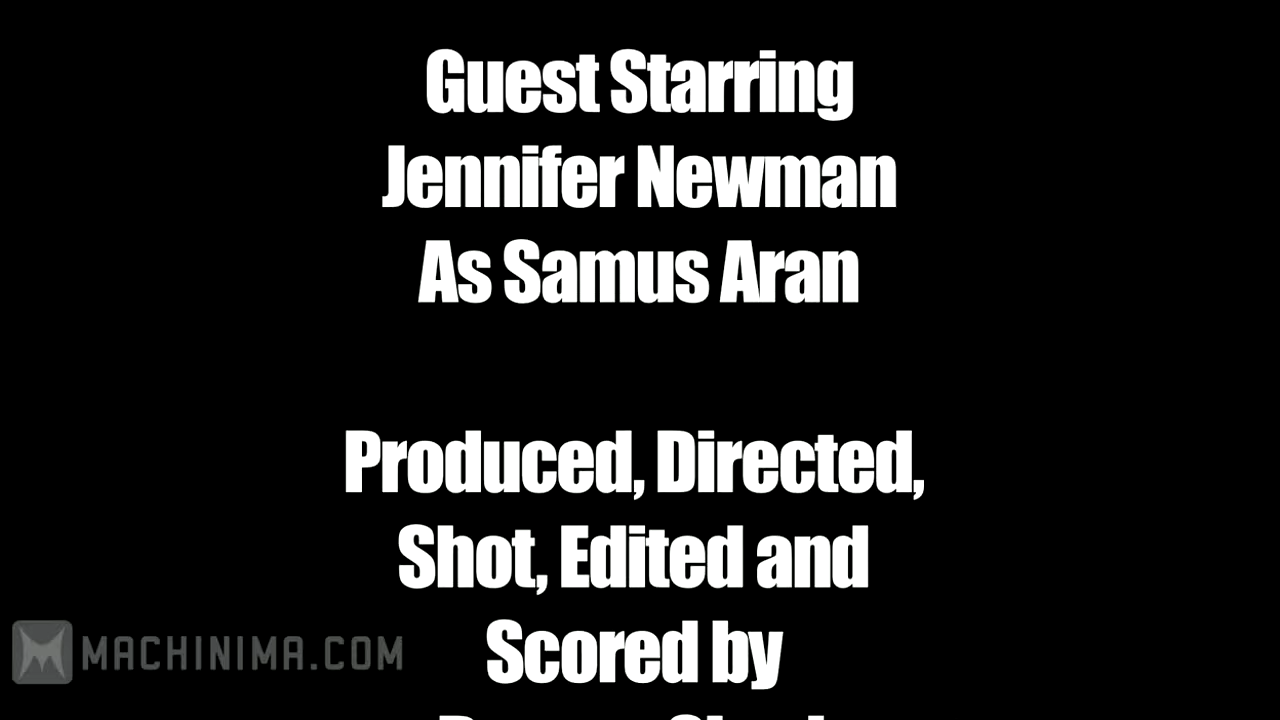 Guest Starring
Jennifer Newman
As Samus Aran
Produced, Directed,
Shot, Edited and
Scored by
MACHINIMA.COM